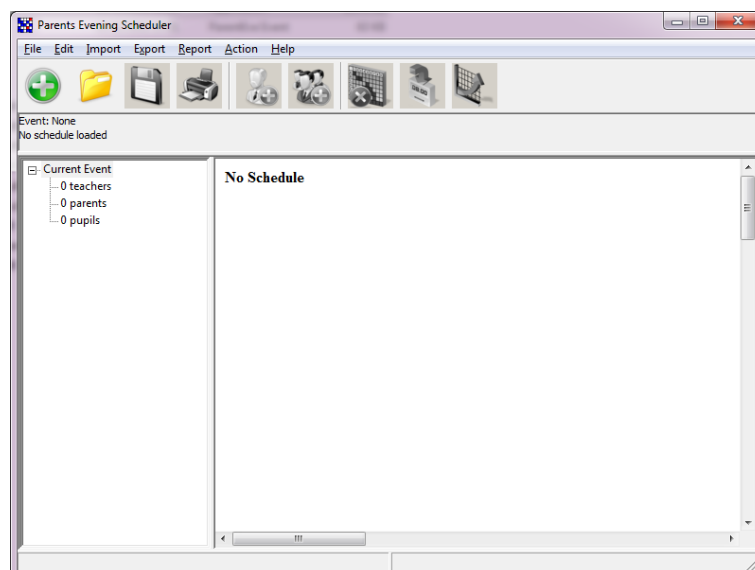 Parents Evening Scheduler
File Edit Import Export Report Action Help
Event: None
No schedule loaded
Current Event
0 teachers
0 parents
0 pupils
No Schedule